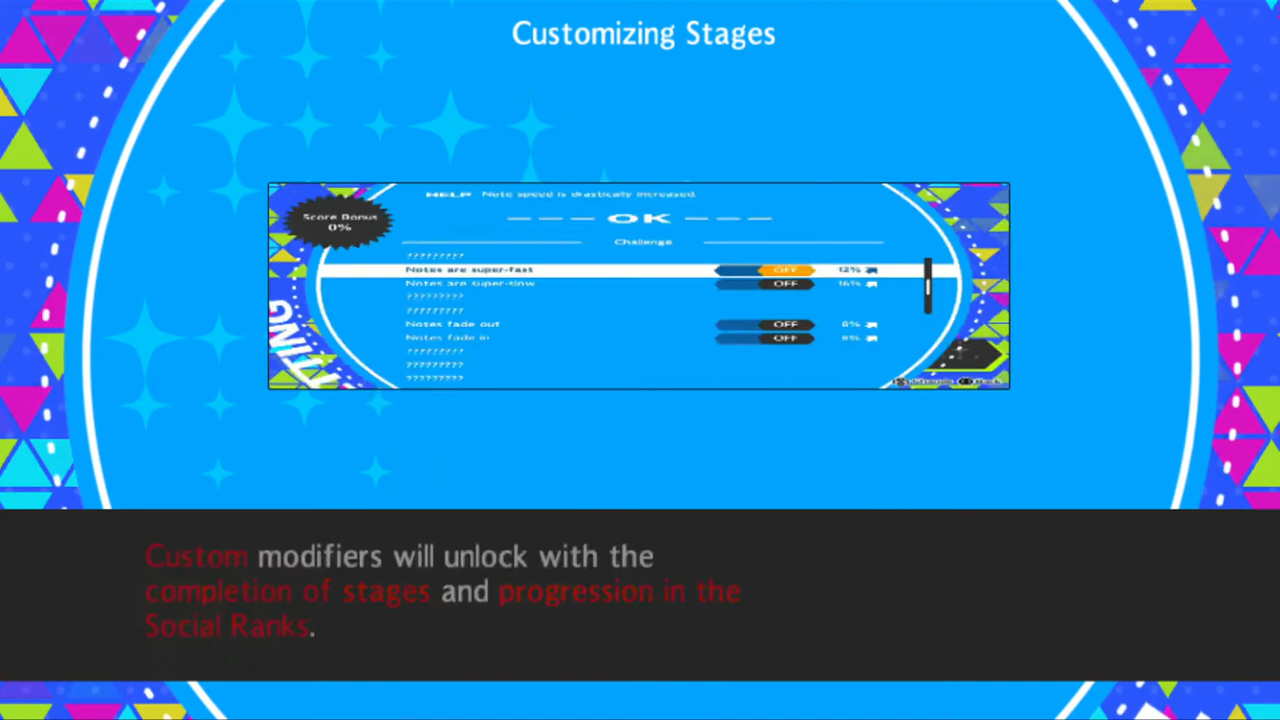 Customizing Stages
HELP Note speed is drastically increased.
Score Bonus
0%
OK
Challenge
?????????
Notes are super-fast OFF 12%
Notes are super-slow OFF 16%
?????????
?????????
Notes fade out OFF 8%
Notes fade in OFF 8%
?????????
?????????
?????????
TING
Back
Custom modifiers will unlock with the
completion of stages and progression in the
Social Ranks.